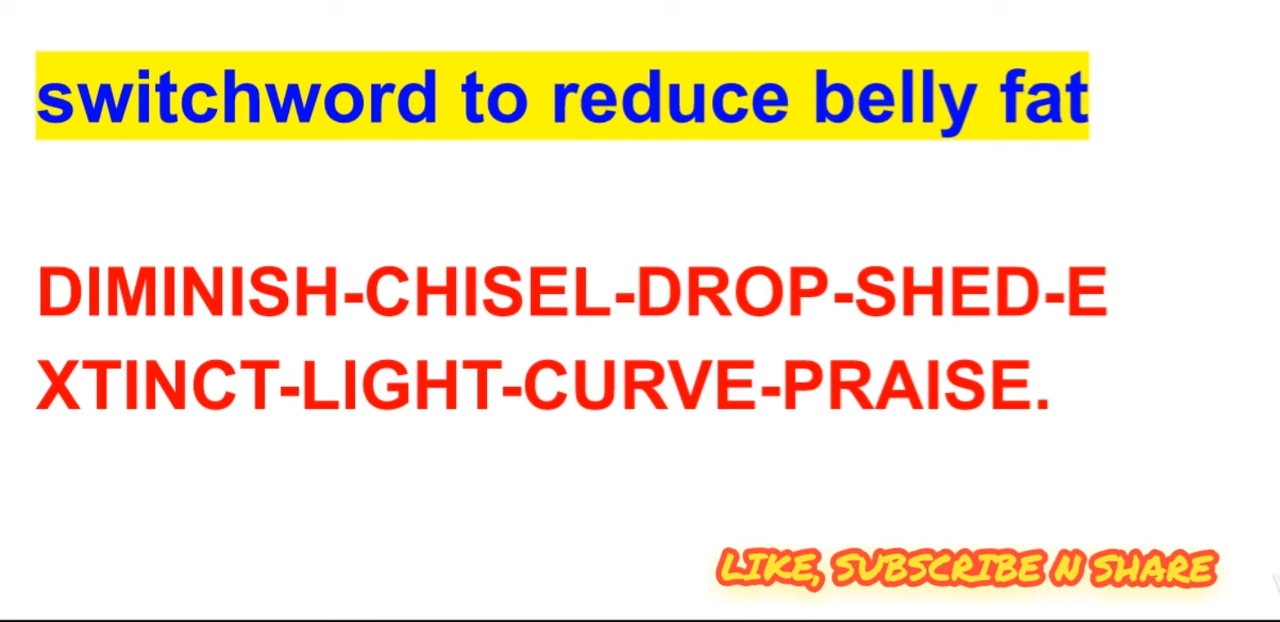 switchword to reduce belly fat
DIMINISH-CHISEL-DROP-SHED-E
XTINCT-LIGHT-CURVE-PRAISE.
LIKE, SUBSCRIBE N SHARE